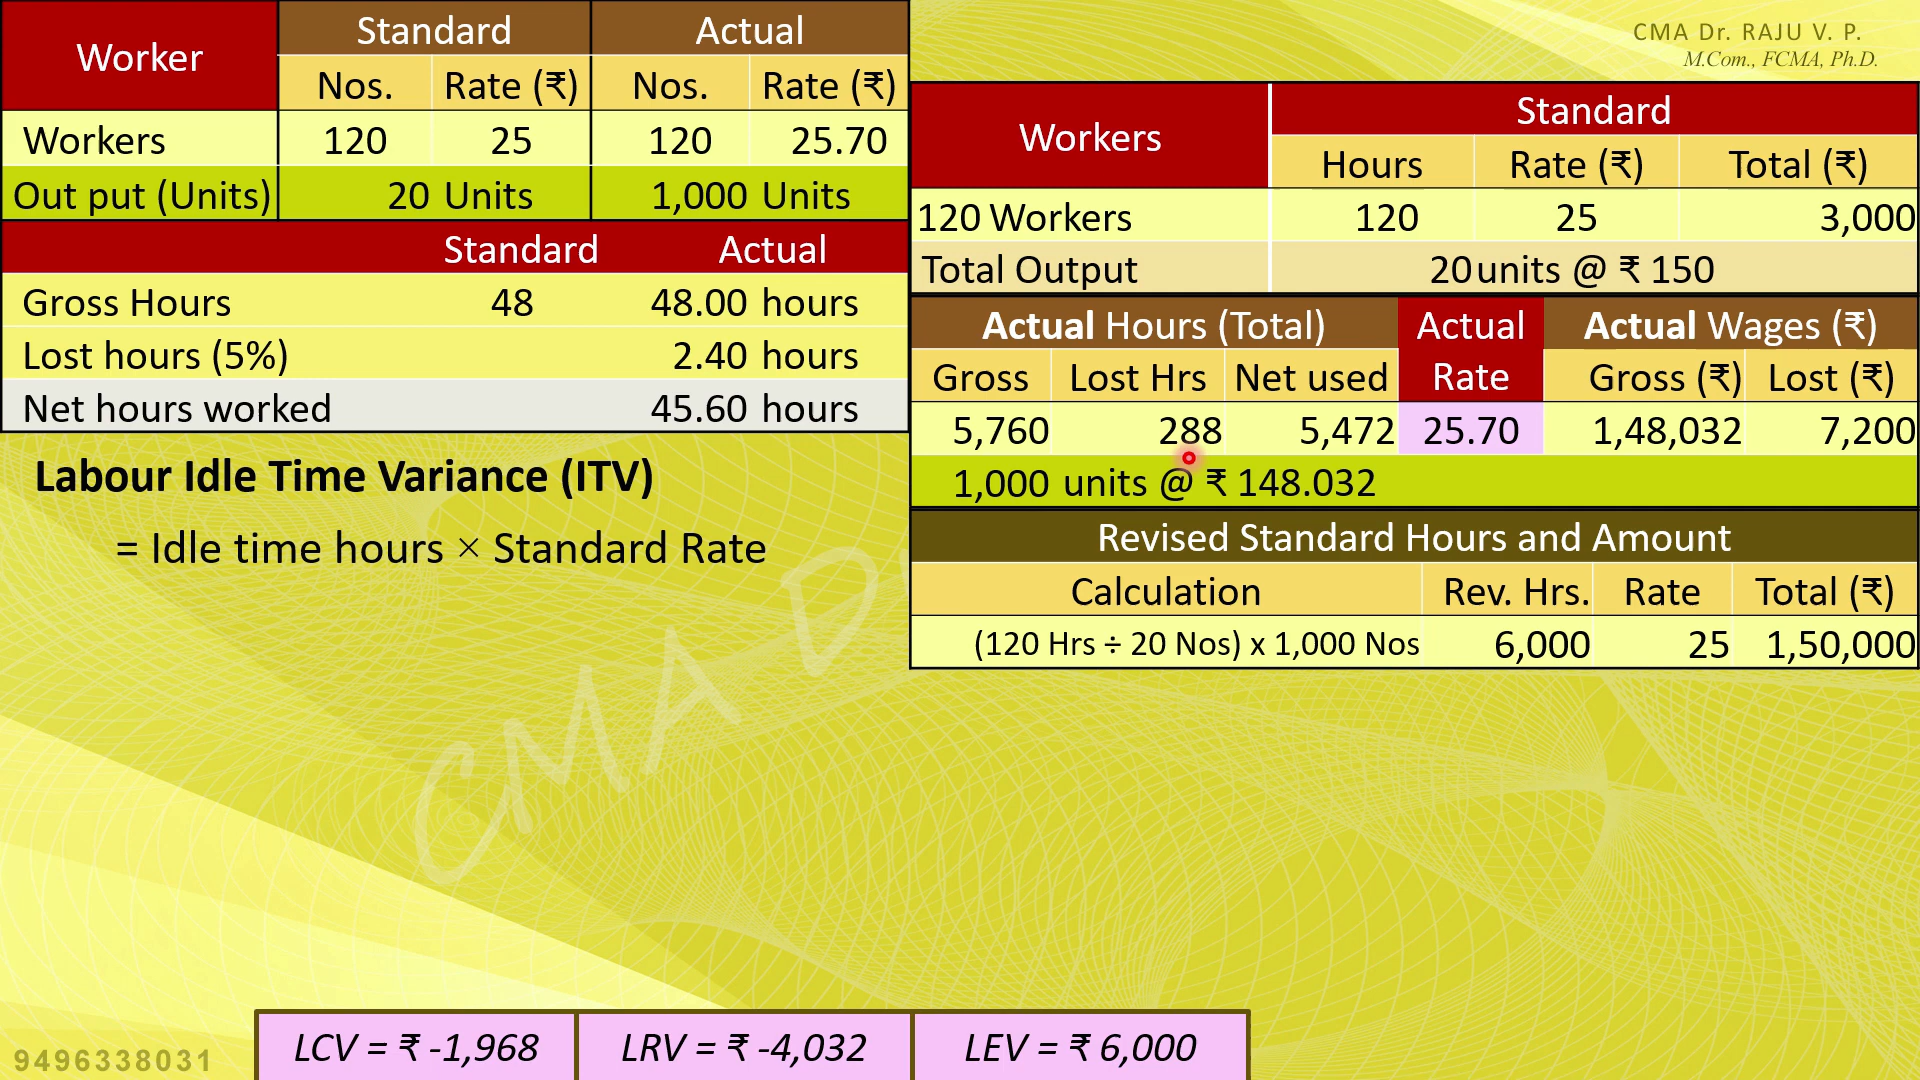 Worker Standard Actual
Nos. Rate (₹) Nos. Rate (₹)
Workers 120 25 120 25.70
Out put (Units) 20 Units 1,000 Units
Standard Actual
Gross Hours 48 48.00 hours
Lost hours (5%) 2.40 hours
Net hours worked 45.60 hours
Labour Idle Time Variance (ITV)
= Idle time hours × Standard Rate
CMA Dr. RAJU V. P.
M.Com., FCMA, Ph.D.
Workers Standard
Hours Rate (₹) Total (₹)
120 Workers 120 25 3,000
Total Output 20 units @ ₹ 150
Actual Hours (Total) Actual Rate Actual Wages (₹)
Gross Lost Hrs Net used Gross (₹) Lost (₹)
5,760 288 5,472 25.70 1,48,032 7,200
1,000 units @ ₹ 148.032
Revised Standard Hours and Amount
Calculation Rev. Hrs. Rate Total (₹)
(120 Hrs ÷ 20 Nos) x 1,000 Nos 6,000 25 1,50,000
CMA D
9496338031
LCV = ₹ -1,968 LRV = ₹ -4,032 LEV = ₹ 6,000